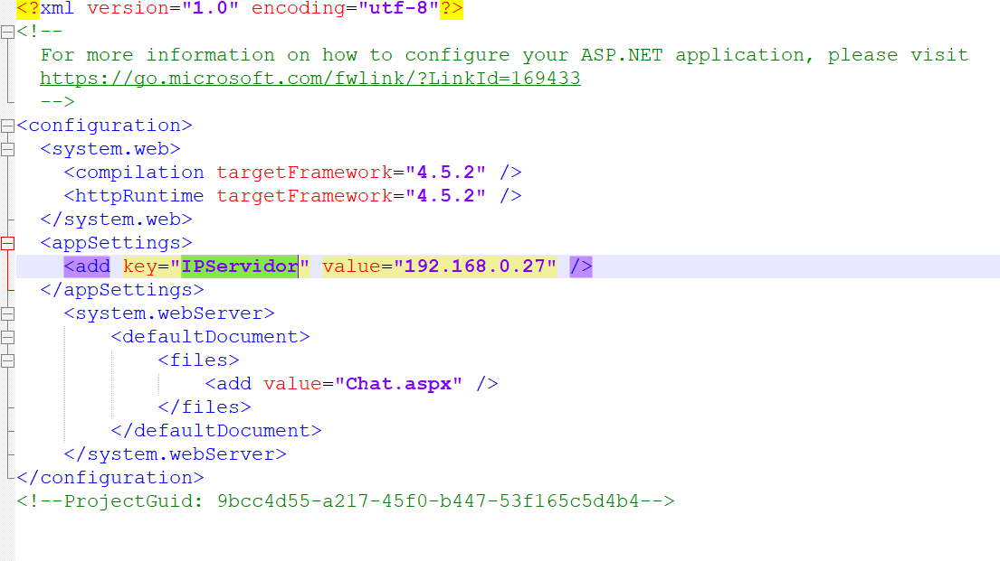 <?xml version="1.0" encoding="utf-8"?>
<!--
For more information on how to configure your ASP.NET application, please visit
https://go.microsoft.com/fwlink/?LinkId=169433
-->
<configuration>
<system.web>
<compilation targetFramework="4.5.2" />
<httpRuntime targetFramework="4.5.2" />
</system.web>
<appSettings>
<add key="IPServidor" value="192.168.0.27" />
</appSettings>
<system.webServer>
<defaultDocument>
<files>
<add value="Chat.aspx" />
</files>
</defaultDocument>
</system.webServer>
</configuration>
<!--ProjectGuid: 9bcc4d55-a217-45f0-b447-53f165c5d4b4-->